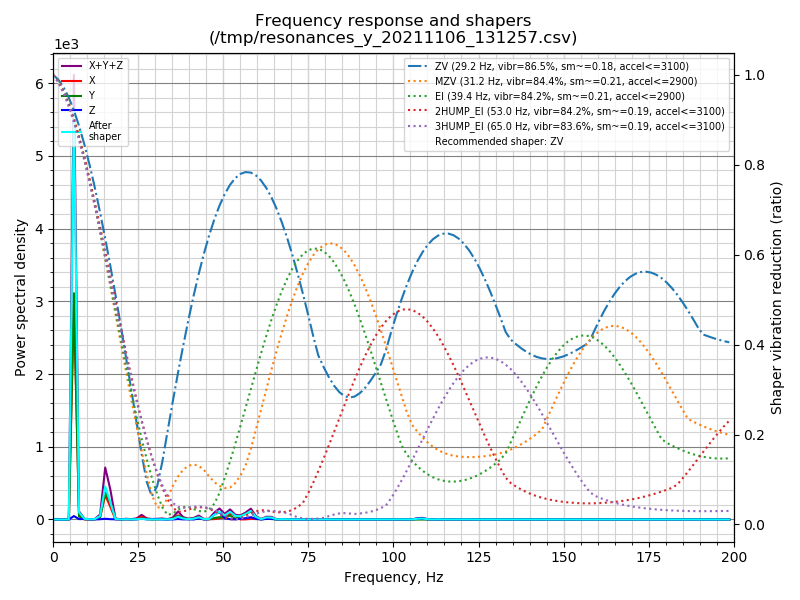 Frequency response and shapers
(/tmp/resonances_y_20211106_131257.csv)
1e3
X+Y+Z
X
Y
Z
After
shaper
ZV (29.2 Hz, vibr=86.5%, sm~=0.18, accel<=3100)
MZV (31.2 Hz, vibr=84.4%, sm~=0.21, accel<=2900)
EI (39.4 Hz, vibr=84.2%, sm~=0.21, accel<=2900)
2HUMP_EI (53.0 Hz, vibr=84.2%, sm~=0.19, accel<=3100)
3HUMP_EI (65.0 Hz, vibr=83.6%, sm~=0.19, accel<=3100)
Recommended shaper: ZV
Power spectral density
6
5
4
3
2
1
0
1.0
0.8
0.6
0.4
0.2
0.0
Shaper vibration reduction (ratio)
0 25 50 75 100 125 150 175 200
Frequency, Hz